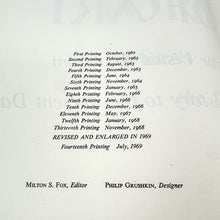 First Printing October, 1962
Second Printing February, 1963
Third Printing August, 1963
Fourth Printing December, 1963
Fifth Printing June, 1964
Sixth Printing November, 1964
Seventh Printing January, 1965
Eighth Printing February, 1966
Ninth Printing June, 1966
Tenth Printing December, 1966
Eleventh Printing May, 1967
Twelfth Printing January, 1968
Thirteenth Printing November, 1968
REVISED AND ENLARGED IN 1969
Fourteenth Printing July, 1969
MILTON S. FOX, Editor PHILIP GRUSHKIN, Designer